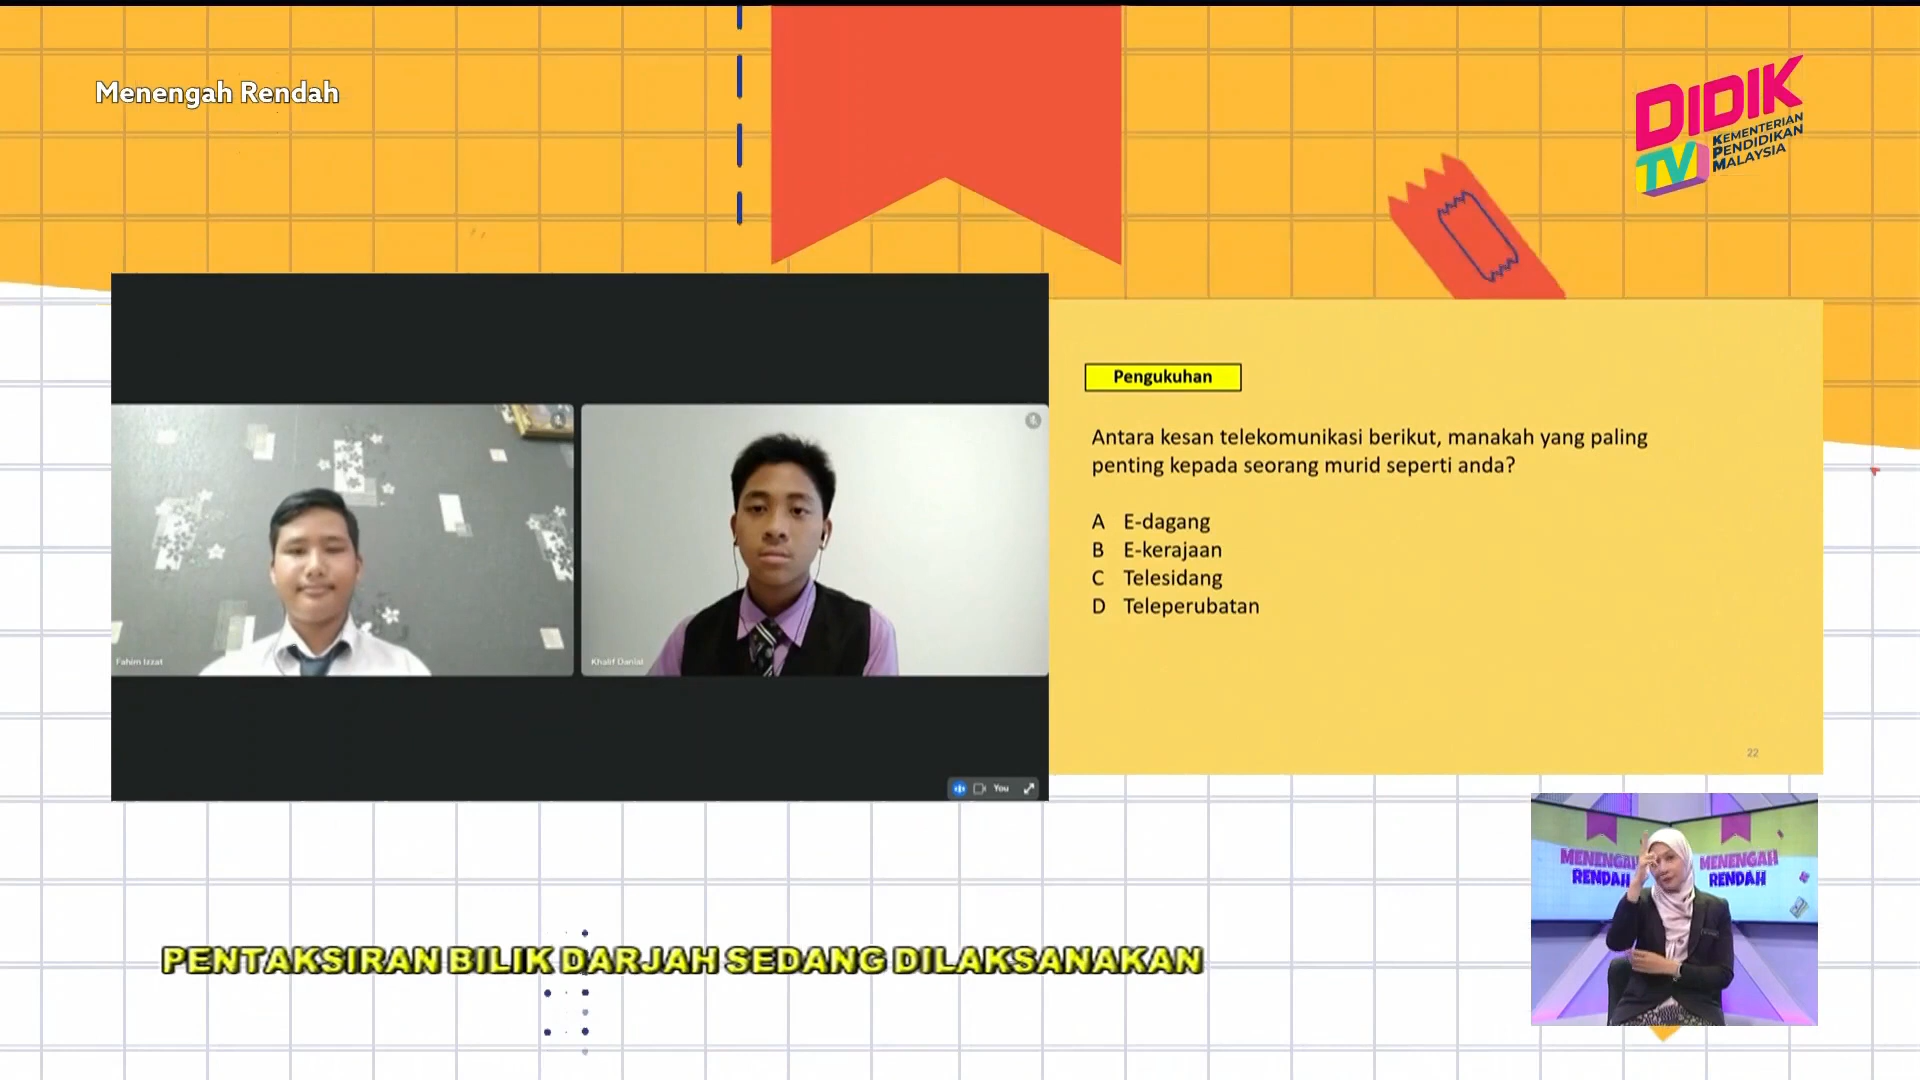 Menengah Rendah
DIDIK
TV
KEMENTERIAN
PENDIDIKAN
MALAYSIA
Pengukuhan
Antara kesan telekomunikasi berikut, manakah yang paling
penting kepada seorang murid seperti anda?
A E-dagang
B E-kerajaan
C Telesidang
D Teleperubatan
22
Fahim Izzat
Khalif Danial
You
MENENGAH
RENDAH
MENENGAH
RENDAH
PENTAKSIRAN BILIK DARJAH SEDANG DILAKSANAKAN